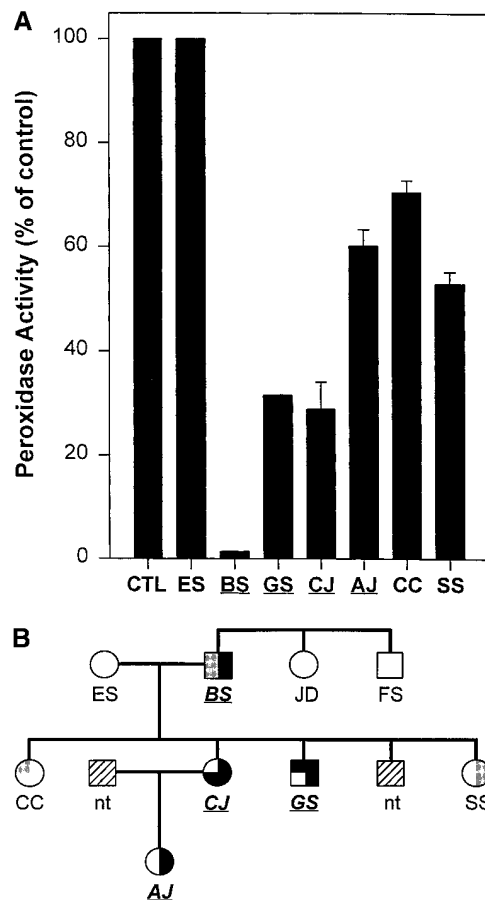 A
Peroxidase Activity (% of control)
100
80
60
40
20
0
CTL ES BS GS CJ AJ CC SS
B
ES BS JD FS
CC nt CJ GS nt SS
AJ